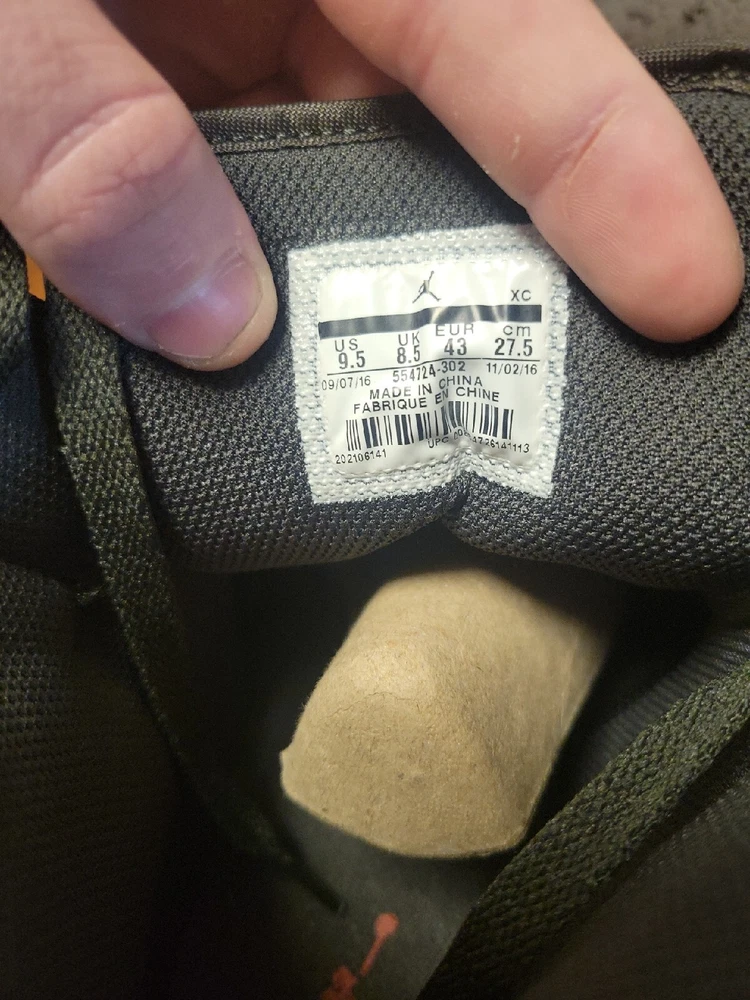 XC
US UK EUR cm
9.5 8.5 43 27.5
09/07/16 554724-302 11/02/16
MADE IN CHINA
FABRIQUE EN CHINE
202106141 UPC